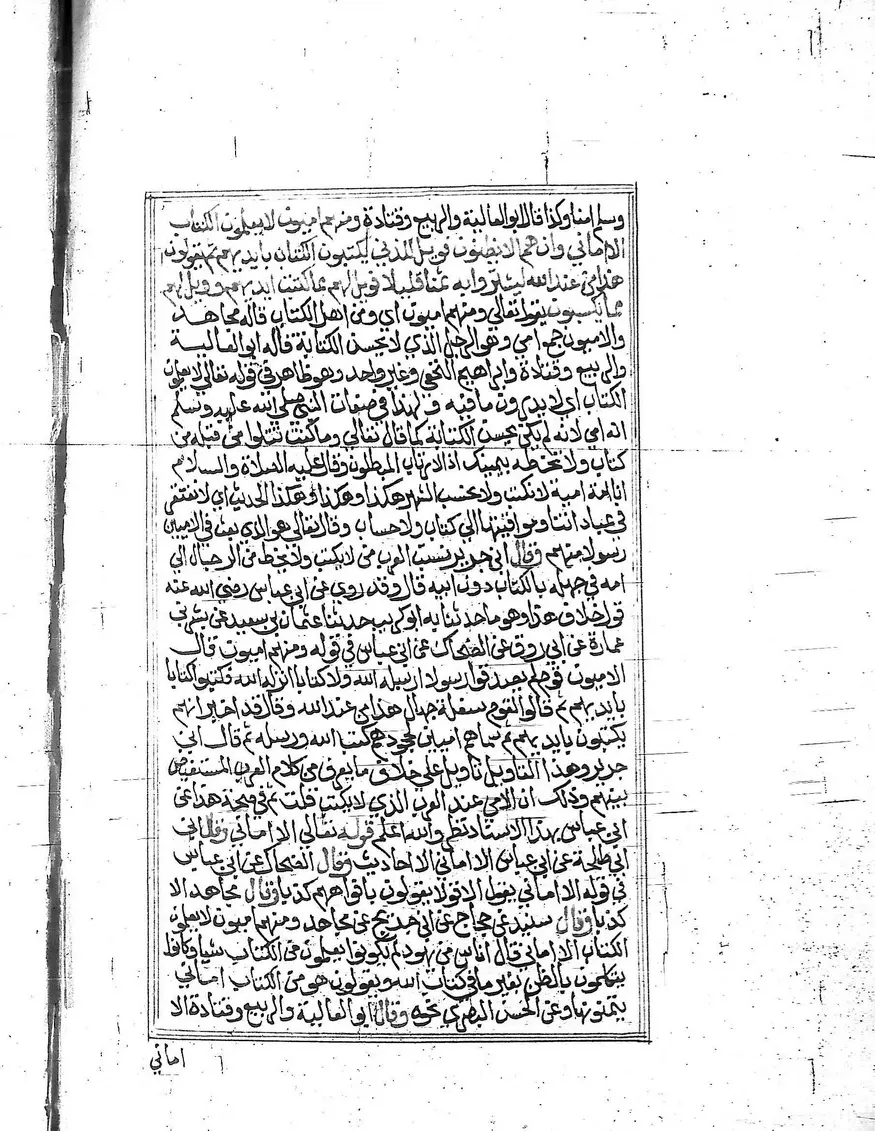 وسلم امنا وكذا قال ابو العالية والربيع وقتادة ومنهم اميون لا يعلمون الكتاب
الا اماني وان هم الا يظنون فويل للذين يكتبون الكتاب بايديهم ثم يقولون
هذا من عند الله ليشتروا به ثمنا قليلا فويل لهم مما كتبت ايديهم وويل لهم
مما يكسبون يقول تعالي ومنهم اميون اي ومن اهل الكتاب قاله مجاهد
والاميون جمع امي وهو الرجل الذي لا يحسن الكتابة قاله ابو العالية
والربيع وقتادة وابراهيم النخعي وغير واحد وهو ظاهر في قوله تعالي لا يعلمون
الكتاب اي لا يدرون ما فيه ولهذا في صفات النبي صلي الله عليه وسلم
انه امي لانه لم يكن يحسن الكتابة كما قال تعالي وما كنت تتلوا من قبله من
كتاب ولا تخطه بيمينك اذا لارتاب المبطلون وقال عليه الصلاة والسلام
انا امة امية لا نكتب ولا نحسب الشهر هكذا وهكذا وهكذا الحديث اي لا نفتقر
في عباداتنا ومواقيتها الي كتاب ولا حساب وقال تعالي هو الذي بعث في الاميين
رسولا منهم وقال ابن جرير نسبت العرب من لا يكتب ولا يخط من الرجال الي
امه في جهله بالكتاب دون ابيه قال وقد روي عن ابن عباس رضي الله عنه
قول خلاف هذا وهو ما حدثنا به ابو كريب حدثنا عثمان بن سعيد عن بشر بن
عمارة عن ابي روق عن الضحاك عن ابن عباس في قوله ومنهم اميون قال
الاميون قوم لم يصدقوا رسولا ارسله الله ولا كتابا انزله الله فكتبوا كتابا
بايديهم ثم قالوا لقوم سفلة جهال هذا من عند الله وقال قد اخبر انهم
يكتبون بايديهم ثم سماهم اميين لجحودهم كتب الله ورسله ثم قال ابن
جرير وهذا التاويل تاويل علي خلاف ما يعرف من كلام العرب المستفيض
بينهم وذلك ان الامي عند العرب الذي لا يكتب قلت ثم في صحة هذا عن
ابن عباس بهذا الاسناد نظر والله اعلم قوله تعالي الا اماني وقال ابن
ابي طلحة عن ابن عباس الا اماني الا احاديث وقال الضحاك عن ابن عباس
في قوله الا اماني يقول الا قولا يقولون بافواههم كذبا وقال مجاهد الا
كذبا وقال سنيد عن حجاج عن ابن جريج عن مجاهد ومنهم اميون لا يعلمون
الكتاب الا اماني قال اناس من يهود لم يكونوا يعلمون من الكتاب شيا وكانوا
يتكلمون بالظن بغير ما في كتاب الله ويقولون هو من الكتاب اماني
يتمنونها وعن الحسن البصري نحوه وقال ابو العالية والربيع وقتادة الا
اماني